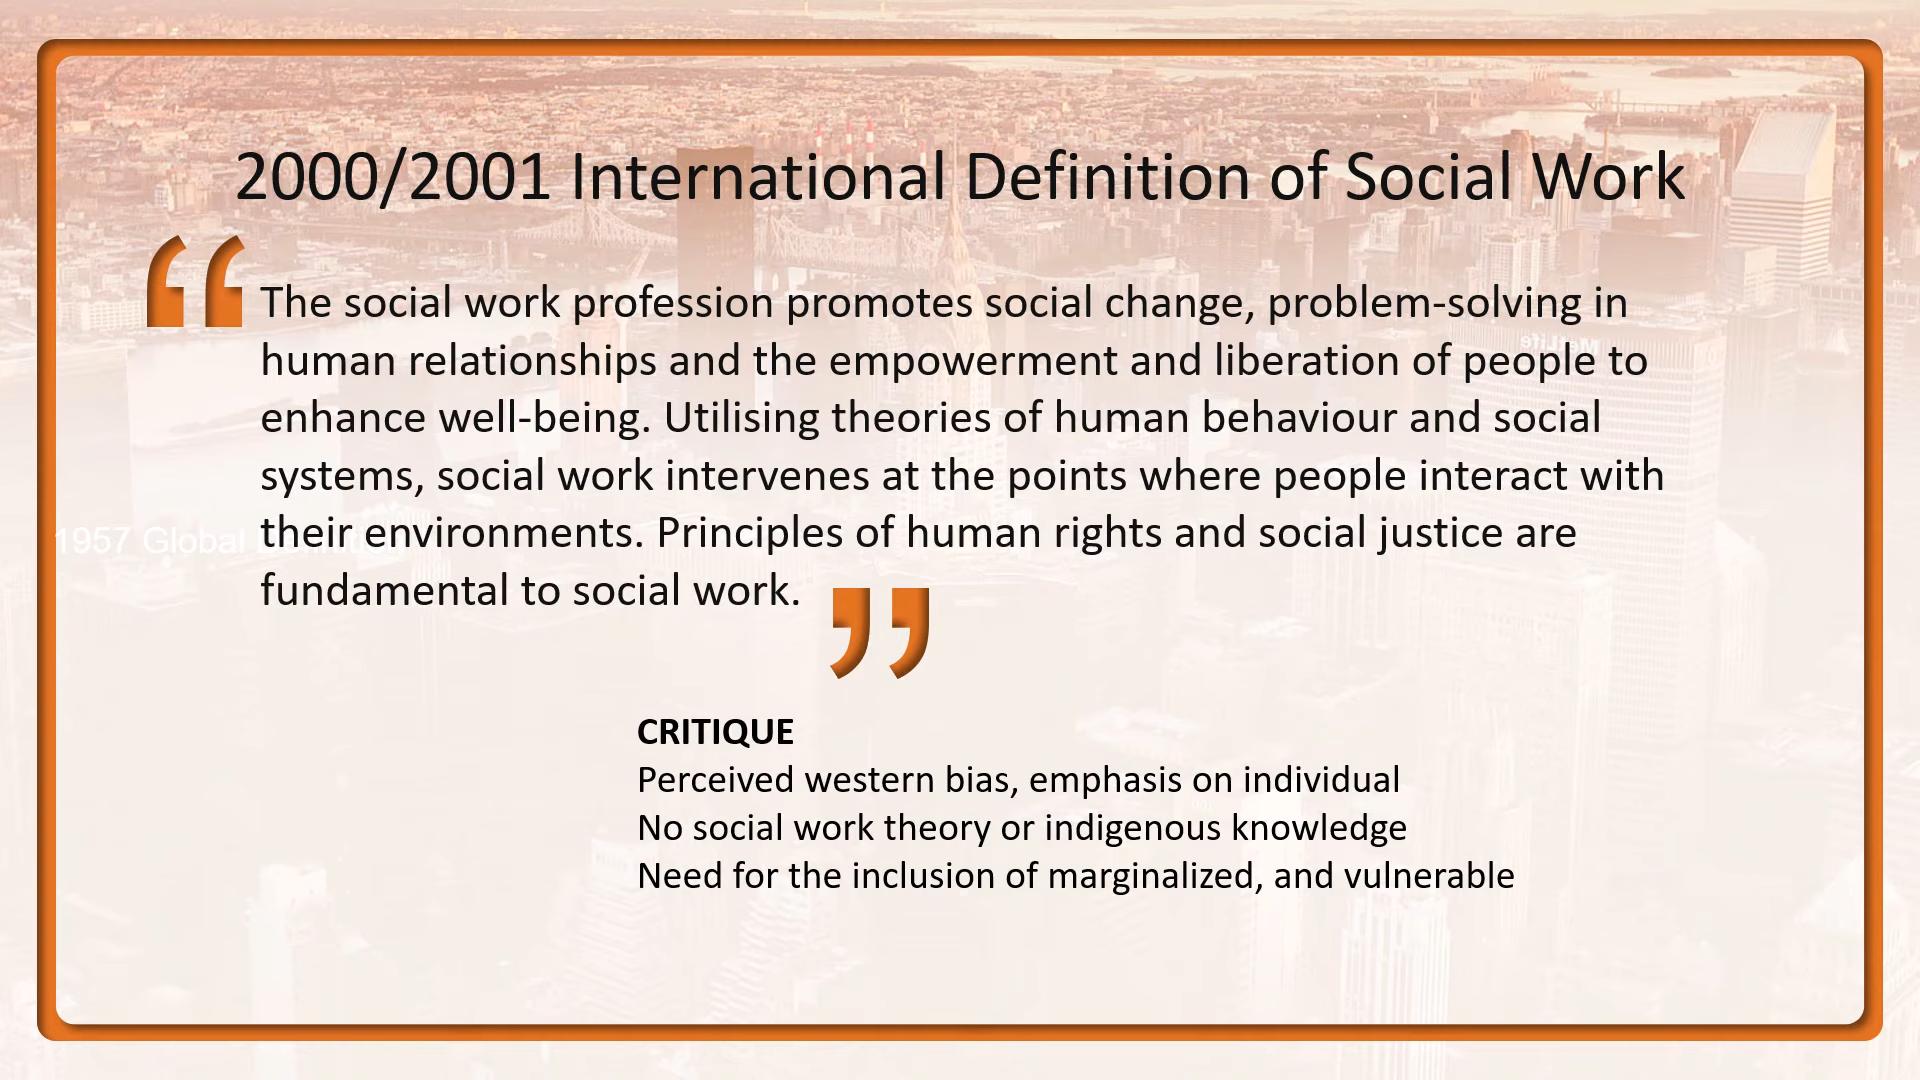 2000/2001 International Definition of Social Work
“
The social work profession promotes social change, problem-solving in
human relationships and the empowerment and liberation of people to
enhance well-being. Utilising theories of human behaviour and social
systems, social work intervenes at the points where people interact with
their environments. Principles of human rights and social justice are
fundamental to social work.
”
1957 Global
MetLife
CRITIQUE
Perceived western bias, emphasis on individual
No social work theory or indigenous knowledge
Need for the inclusion of marginalized, and vulnerable